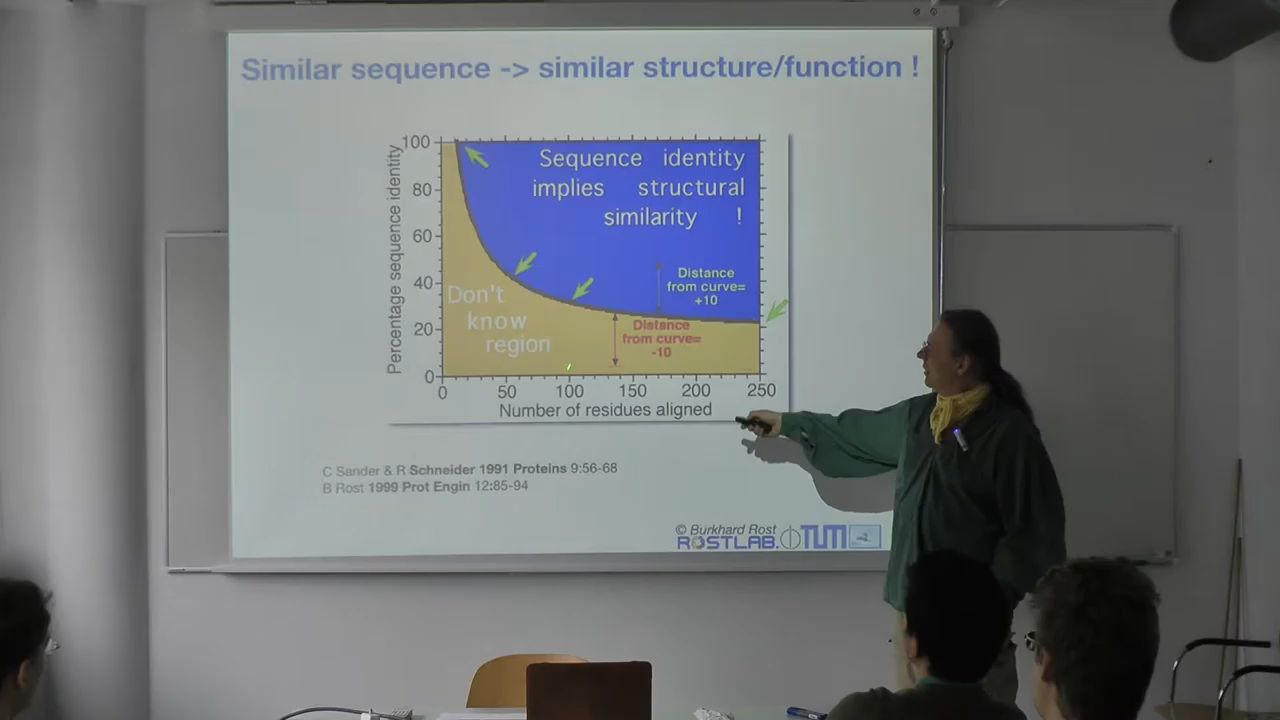 Similar sequence -> similar structure/function !
Percentage sequence identity
100
80
60
40
20
0
Sequence identity
implies structural
similarity !
Distance
from curve=
+10
Don't
know
region
Distance
from curve=
-10
0 50 100 150 200 250
Number of residues aligned
C Sander & R Schneider 1991 Proteins 9:56-68
B Rost 1999 Prot Engin 12:85-94
© Burkhard Rost
ROSTLAB. TUM